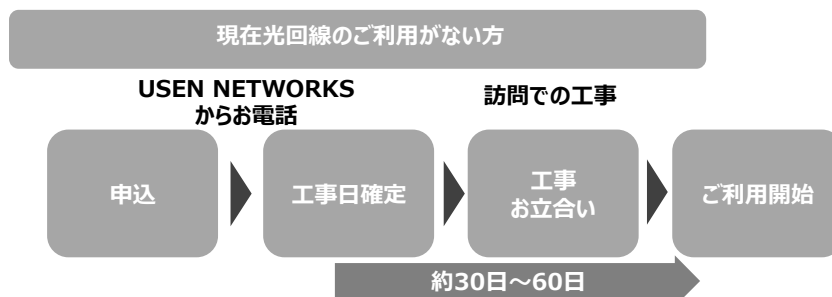 現在光回線のご利用がない方
USEN NETWORKS
からお電話
訪問での工事
申込
工事日確定
工事
お立合い
ご利用開始
約30日～60日